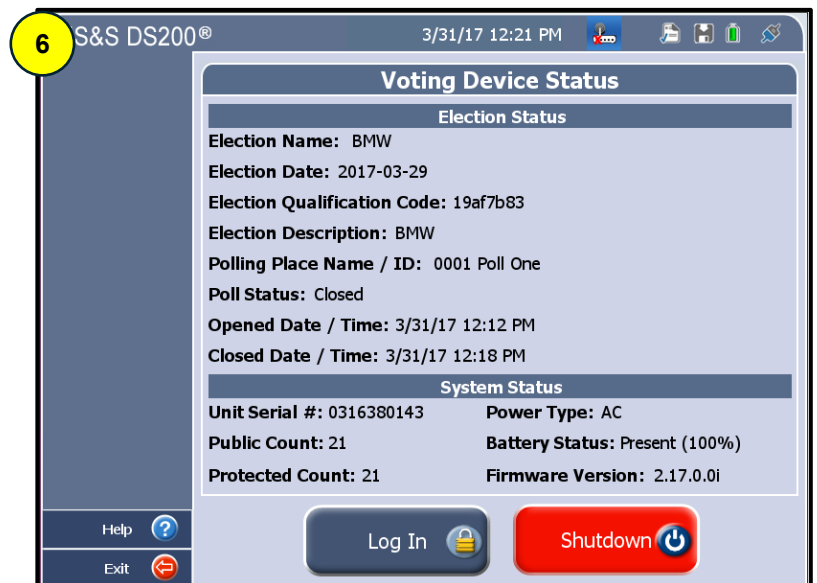 6
S&S DS200®
3/31/17 12:21 PM
Voting Device Status
Election Status
Election Name: BMW
Election Date: 2017-03-29
Election Qualification Code: 19af7b83
Election Description: BMW
Polling Place Name / ID: 0001 Poll One
Poll Status: Closed
Opened Date / Time: 3/31/17 12:12 PM
Closed Date / Time: 3/31/17 12:18 PM
System Status
Unit Serial #: 0316380143 Power Type: AC
Public Count: 21 Battery Status: Present (100%)
Protected Count: 21 Firmware Version: 2.17.0.0i
Help
Exit
Log In
Shutdown